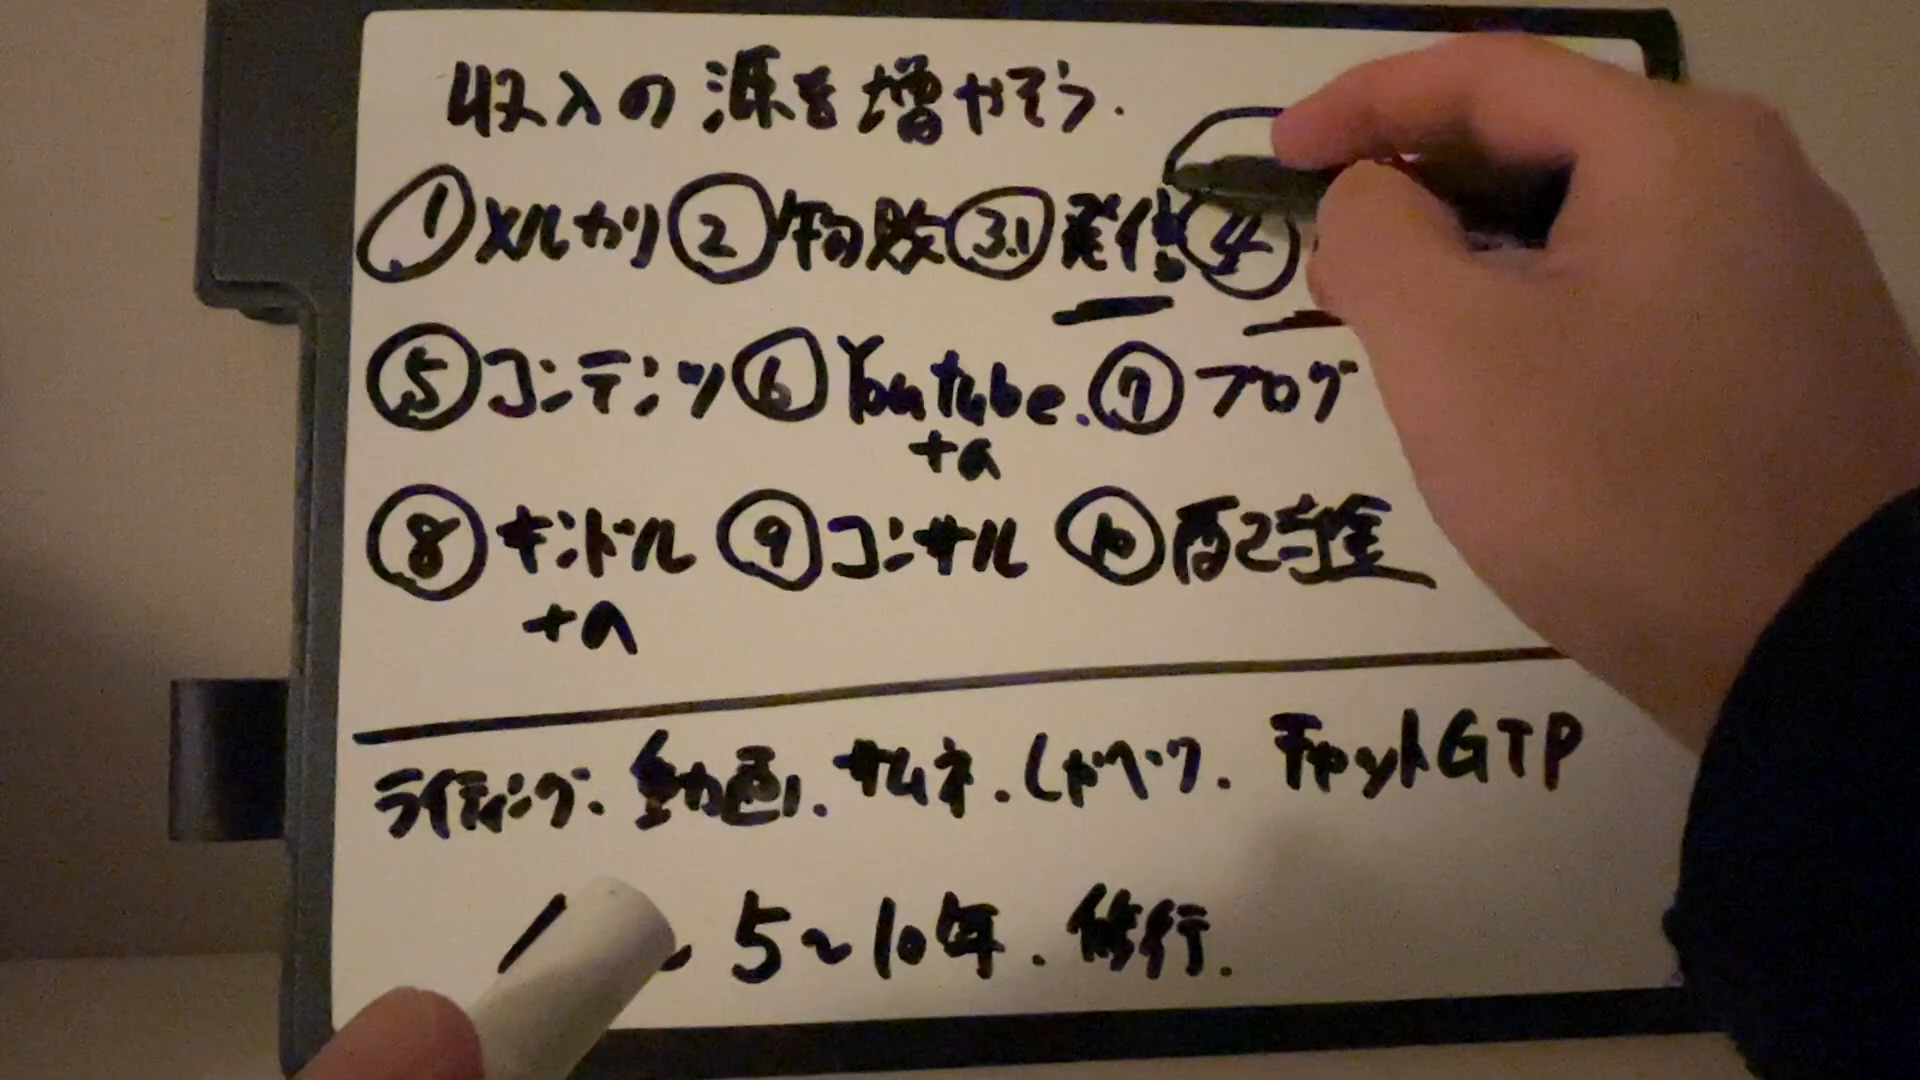 収入の源を増やそう.
① メルカリ ② 物販 ③.1 発信 ④
⑤ コンテンツ ⑥ Youtube. ⑦ ブログ
+a
⑧ キンドル ⑨ コンサル ⑩ 配当金
+a
ライティング. 動画. サムネ. しゃべり. チャットGTP
5〜10年. 修行.